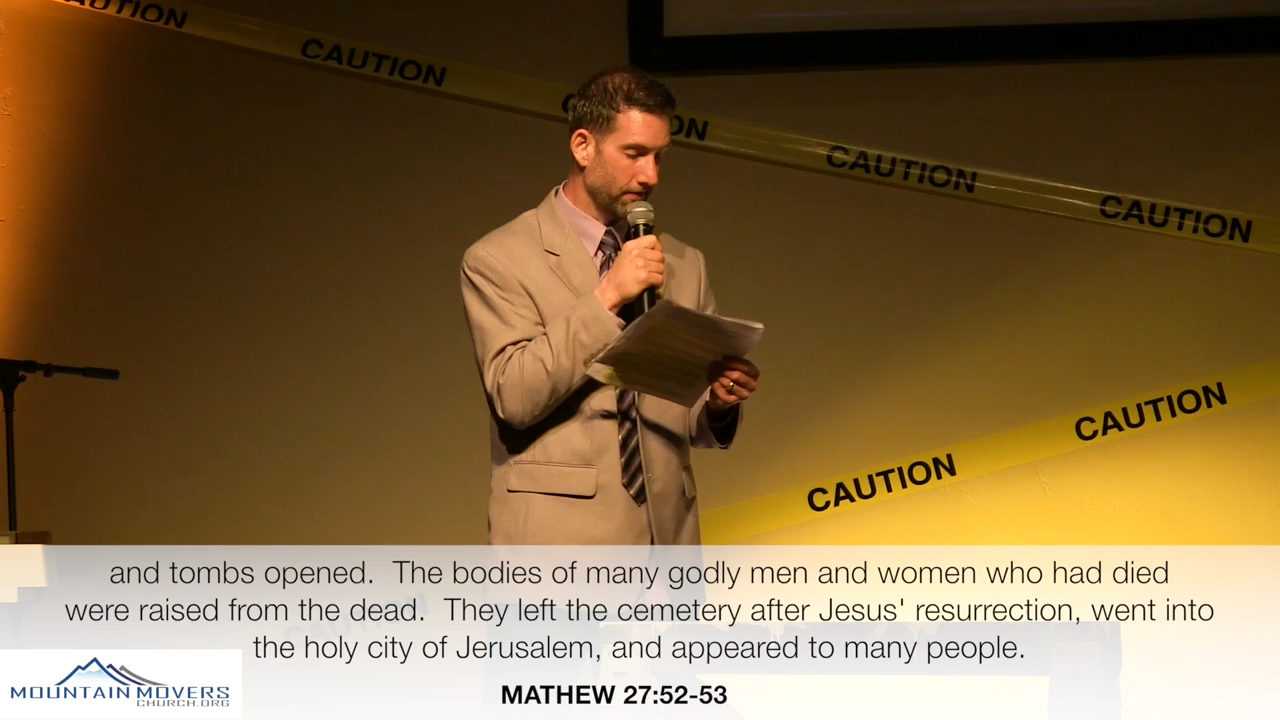 CAUTION
CAUTION
CAUTION
CAUTION
CAUTION
CAUTION
and tombs opened.  The bodies of many godly men and women who had died
were raised from the dead.  They left the cemetery after Jesus' resurrection, went into
the holy city of Jerusalem, and appeared to many people.
MOUNTAIN MOVERS
CHURCH.ORG
MATHEW 27:52-53